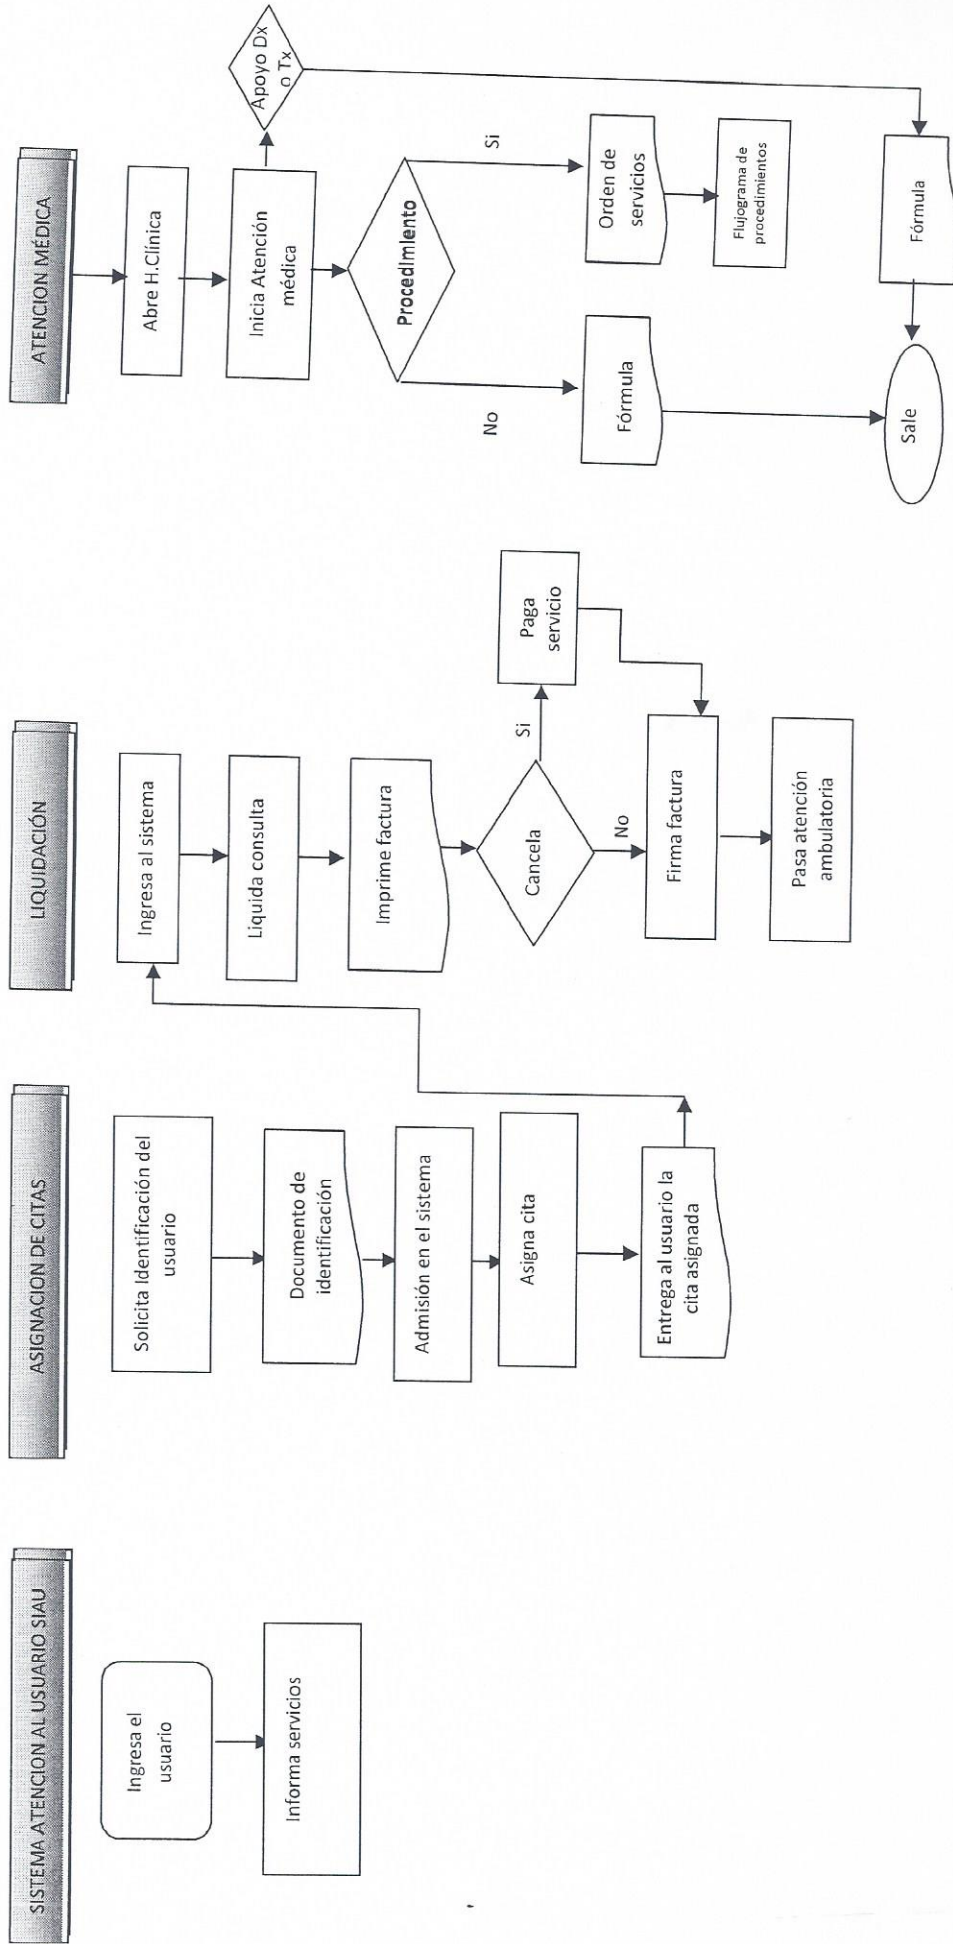 SISTEMA ATENCION AL USUARIO SIAU
Ingresa el
usuario
Informa servicios
ASIGNACION DE CITAS
Solicita Identificación del
usuario
Documento de
identificación
Admisión en el sistema
Asigna cita
Entrega al usuario la
cita asignada
LIQUIDACIÓN
Ingresa al sistema
Liquida consulta
Imprime factura
Cancela
Si
Paga
servicio
No
Firma factura
Pasa atención
ambulatoria
ATENCION MÉDICA
Abre H.Clínica
Inicia Atención
médica
Apoyo Dx
o Tx
Procedimiento
Si
No
Orden de
servicios
Flujograma de
procedimientos
Fórmula
Fórmula
Sale